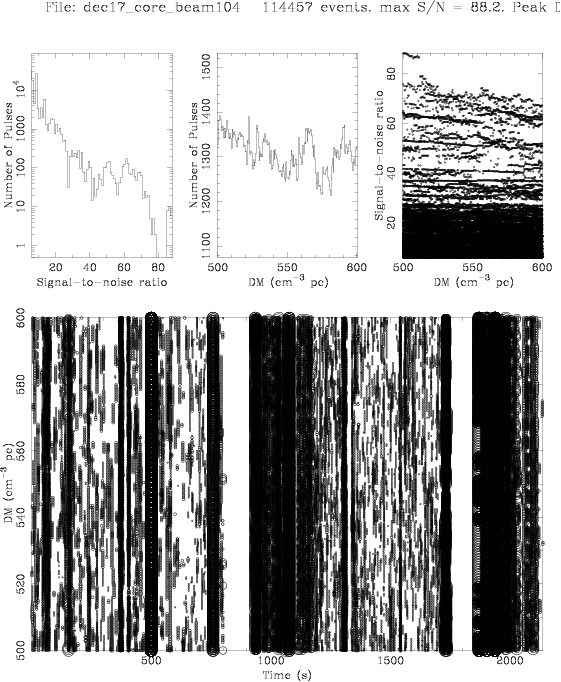 File: dec17_core_beam104 114457 events. max S/N = 88.2. Peak D
Number of Pulses
1 10 100 1000 10⁴
20 40 60 80
Signal-to-noise ratio
Number of Pulses
1100 1200 1300 1400 1500
500 550 600
DM (cm⁻³ pc)
Signal-to-noise ratio
20 40 60 80
500 550 600
DM (cm⁻³ pc)
DM (cm⁻³ pc)
500 520 540 560 580 600
500 1000 1500 2000
Time (s)